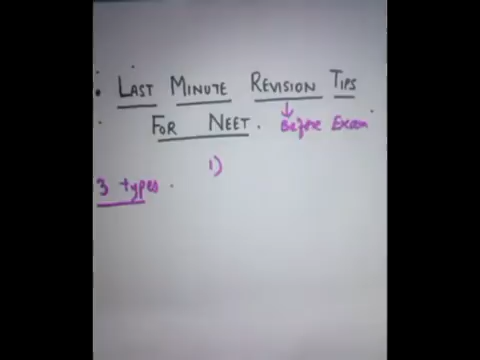 LAST MINUTE REVISION TIPS
FOR NEET. Before Exam
1)
3 types.